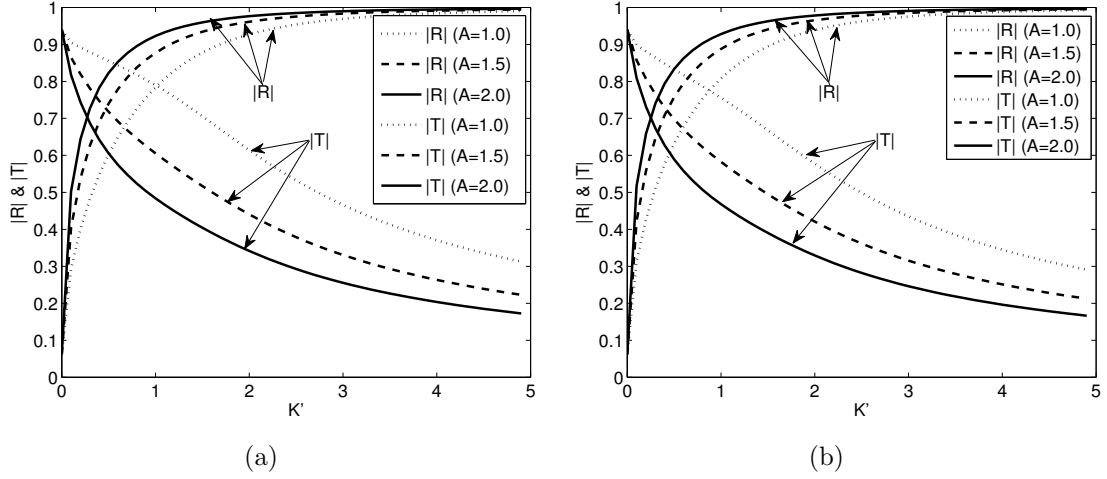 1
0.9
0.8
0.7
0.6
0.5
0.4
0.3
0.2
0.1
0
|R| & |T|
0 1 2 3 4 5
K'
|R|
|T|
|R| (A=1.0)
|R| (A=1.5)
|R| (A=2.0)
|T| (A=1.0)
|T| (A=1.5)
|T| (A=2.0)
(a)
1
0.9
0.8
0.7
0.6
0.5
0.4
0.3
0.2
0.1
0
|R| & |T|
0 1 2 3 4 5
K'
|R|
|T|
|R| (A=1.0)
|R| (A=1.5)
|R| (A=2.0)
|T| (A=1.0)
|T| (A=1.5)
|T| (A=2.0)
(b)